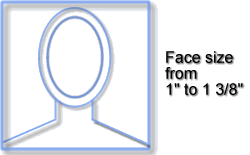 Face size
from
1" to 1 3/8"